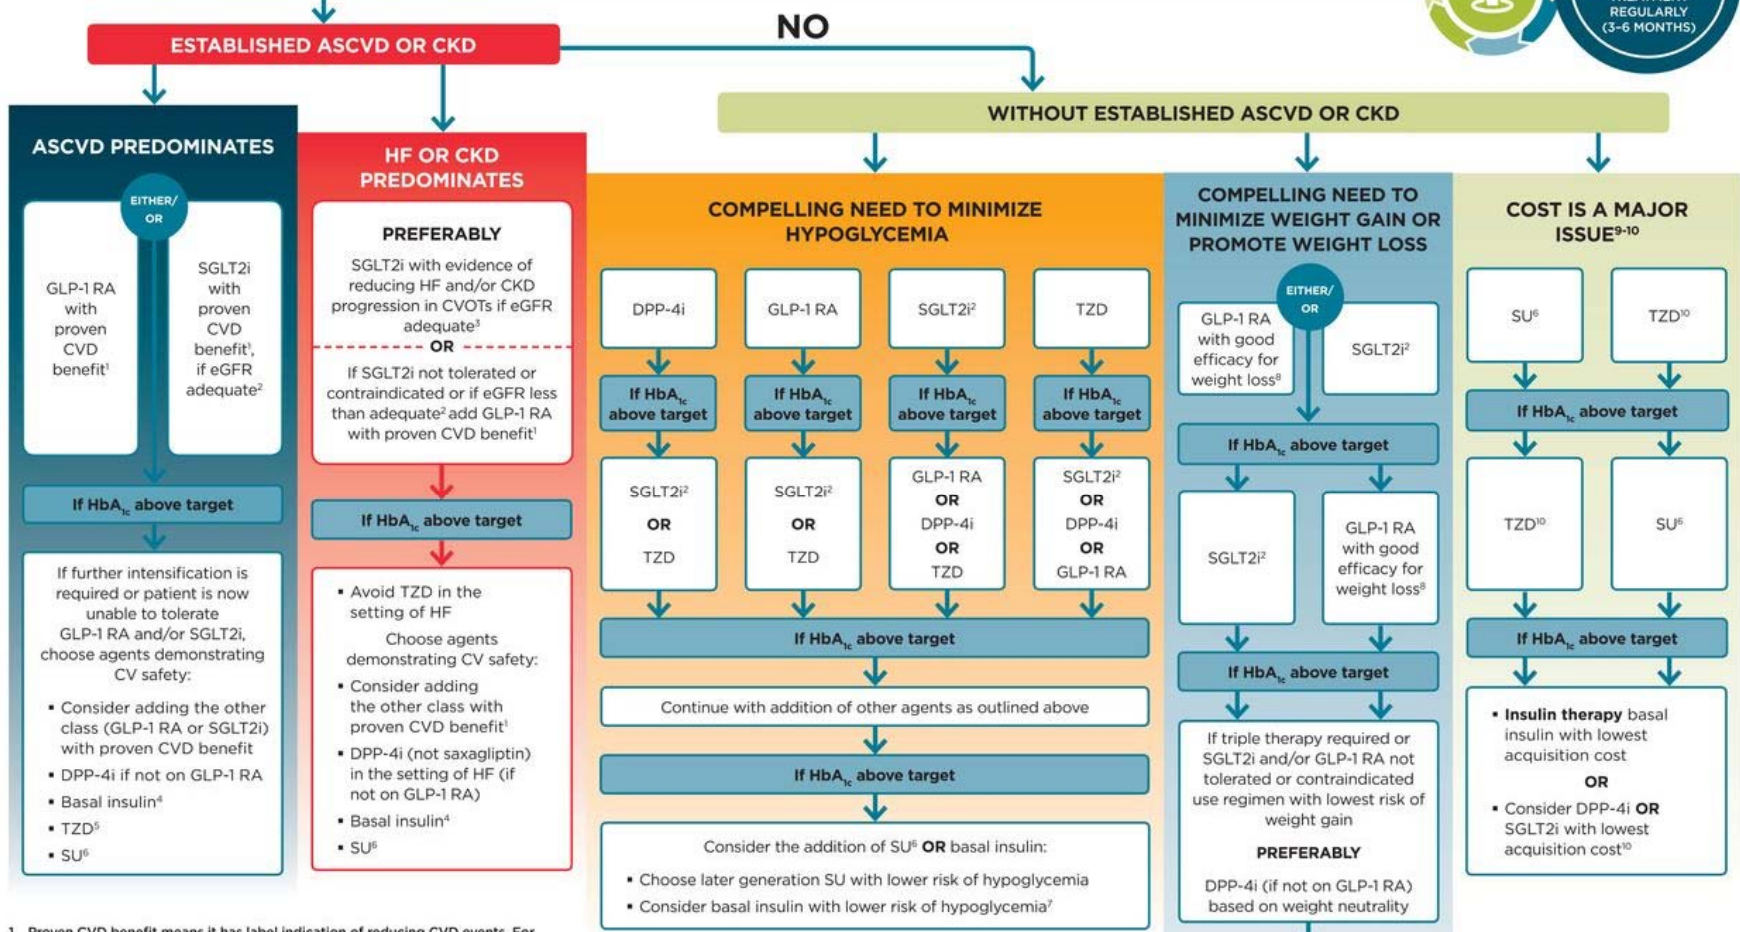 TREATMENT
REGULARLY
(3-6 MONTHS)
NO
ESTABLISHED ASCVD OR CKD
WITHOUT ESTABLISHED ASCVD OR CKD
ASCVD PREDOMINATES
EITHER/
OR
GLP-1 RA
with
proven
CVD
benefit¹
SGLT2i
with
proven
CVD
benefit¹,
if eGFR
adequate²
If HbA₁c above target
If further intensification is
required or patient is now
unable to tolerate
GLP-1 RA and/or SGLT2i,
choose agents demonstrating
CV safety:
▪ Consider adding the other
class (GLP-1 RA or SGLT2i)
with proven CVD benefit
▪ DPP-4i if not on GLP-1 RA
▪ Basal insulin⁴
▪ TZD⁵
▪ SU⁶
HF OR CKD
PREDOMINATES
PREFERABLY
SGLT2i with evidence of
reducing HF and/or CKD
progression in CVOTs if eGFR
adequate³
OR
If SGLT2i not tolerated or
contraindicated or if eGFR less
than adequate² add GLP-1 RA
with proven CVD benefit¹
If HbA₁c above target
▪ Avoid TZD in the
setting of HF
Choose agents
demonstrating CV safety:
▪ Consider adding
the other class with
proven CVD benefit¹
▪ DPP-4i (not saxagliptin)
in the setting of HF (if
not on GLP-1 RA)
▪ Basal insulin⁴
▪ SU⁶
COMPELLING NEED TO MINIMIZE
HYPOGLYCEMIA
DPP-4i
GLP-1 RA
SGLT2i²
TZD
If HbA₁c
above target
If HbA₁c
above target
If HbA₁c
above target
If HbA₁c
above target
SGLT2i²
OR
TZD
SGLT2i²
OR
TZD
GLP-1 RA
OR
DPP-4i
OR
TZD
SGLT2i²
OR
DPP-4i
OR
GLP-1 RA
If HbA₁c above target
Continue with addition of other agents as outlined above
If HbA₁c above target
Consider the addition of SU⁶ OR basal insulin:
▪ Choose later generation SU with lower risk of hypoglycemia
▪ Consider basal insulin with lower risk of hypoglycemia⁷
COMPELLING NEED TO
MINIMIZE WEIGHT GAIN OR
PROMOTE WEIGHT LOSS
EITHER/
OR
GLP-1 RA
with good
efficacy for
weight loss⁸
SGLT2i²
If HbA₁c above target
SGLT2i²
GLP-1 RA
with good
efficacy for
weight loss⁸
If HbA₁c above target
If triple therapy required or
SGLT2i and/or GLP-1 RA not
tolerated or contraindicated
use regimen with lowest risk of
weight gain
PREFERABLY
DPP-4i (if not on GLP-1 RA)
based on weight neutrality
COST IS A MAJOR
ISSUE⁹⁻¹⁰
SU⁶
TZD¹⁰
If HbA₁c above target
TZD¹⁰
SU⁶
If HbA₁c above target
▪ Insulin therapy basal
insulin with lowest
acquisition cost
OR
▪ Consider DPP-4i OR
SGLT2i with lowest
acquisition cost¹⁰
1. Proven CVD benefit means it has label indication of reducing CVD events. For